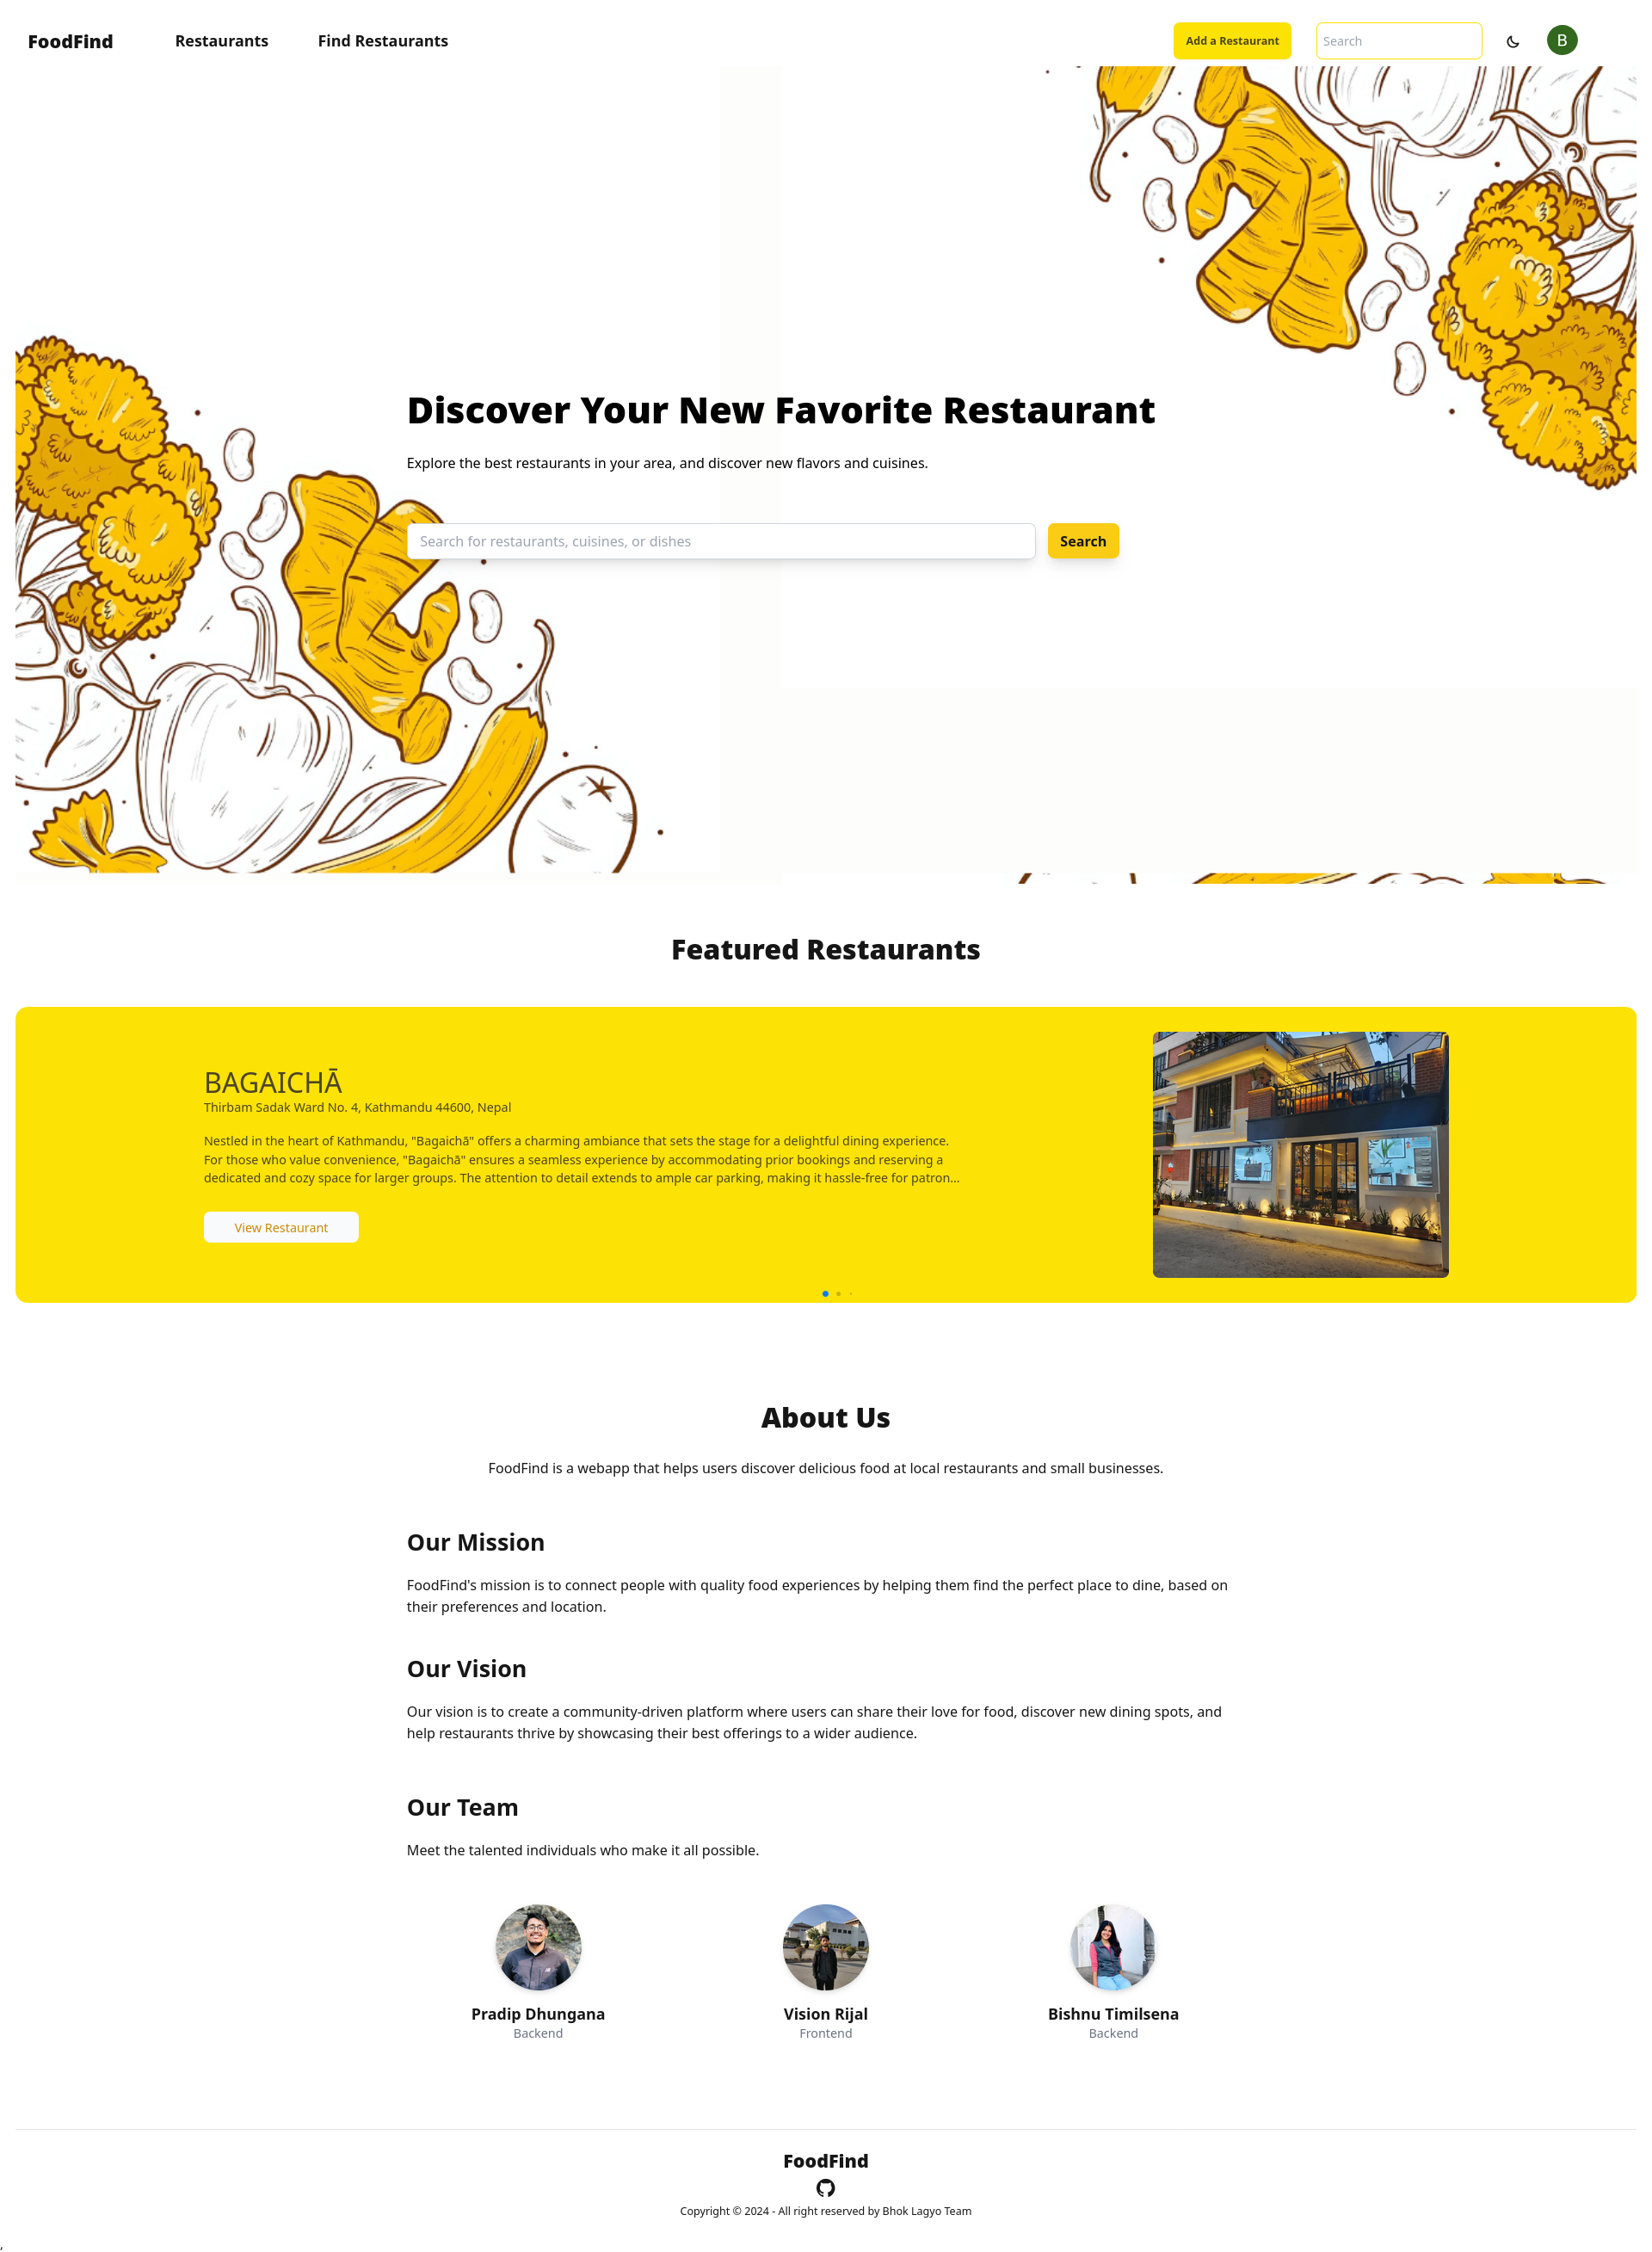 FoodFind
Restaurants
Find Restaurants
Add a Restaurant
Search
B
Discover Your New Favorite Restaurant
Explore the best restaurants in your area, and discover new flavors and cuisines.
Search for restaurants, cuisines, or dishes
Search
Featured Restaurants
BAGAICHĀ
Thirbam Sadak Ward No. 4, Kathmandu 44600, Nepal
Nestled in the heart of Kathmandu, "Bagaichā" offers a charming ambiance that sets the stage for a delightful dining experience.
For those who value convenience, "Bagaichā" ensures a seamless experience by accommodating prior bookings and reserving a
dedicated and cozy space for larger groups. The attention to detail extends to ample car parking, making it hassle-free for patron...
View Restaurant
About Us
FoodFind is a webapp that helps users discover delicious food at local restaurants and small businesses.
Our Mission
FoodFind's mission is to connect people with quality food experiences by helping them find the perfect place to dine, based on
their preferences and location.
Our Vision
Our vision is to create a community-driven platform where users can share their love for food, discover new dining spots, and
help restaurants thrive by showcasing their best offerings to a wider audience.
Our Team
Meet the talented individuals who make it all possible.
Pradip Dhungana
Backend
Vision Rijal
Frontend
Bishnu Timilsena
Backend
FoodFind
Copyright © 2024 - All right reserved by Bhok Lagyo Team
,